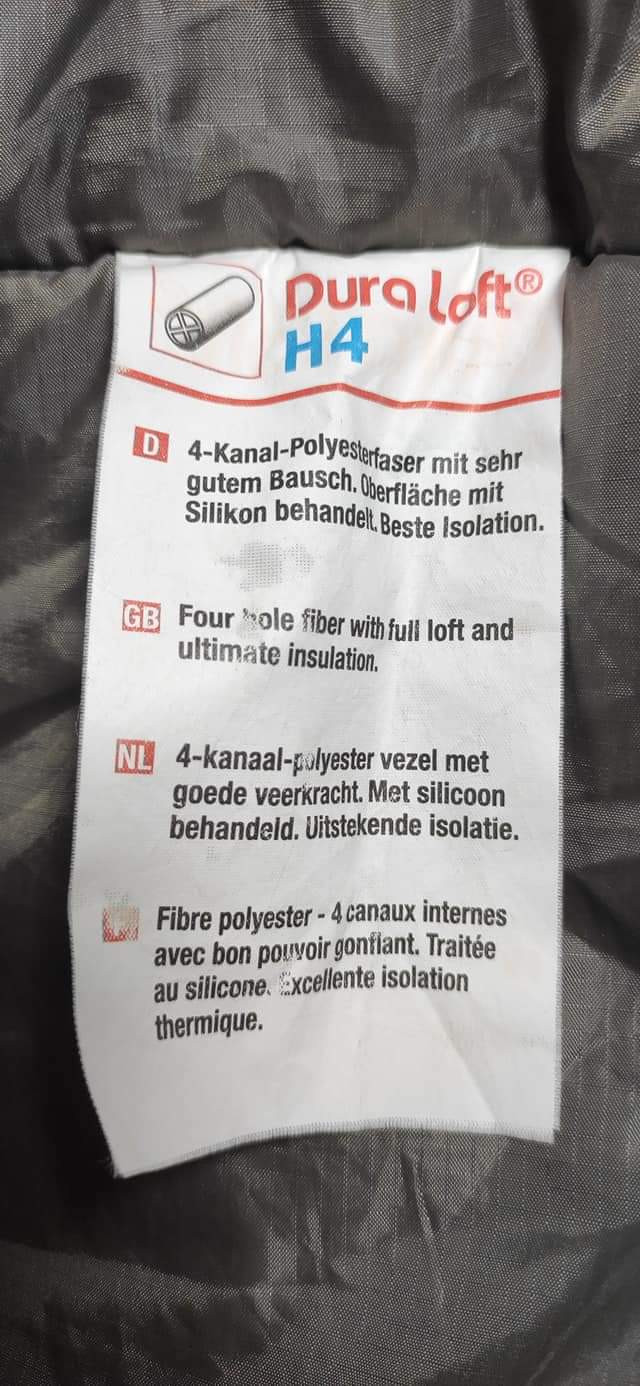 Dura Loft®
H4
D 4-Kanal-Polyesterfaser mit sehr
gutem Bausch. Oberfläche mit
Silikon behandelt. Beste Isolation.
GB Four hole fiber with full loft and
ultimate insulation.
NL 4-kanaal-polyester vezel met
goede veerkracht. Met silicoon
behandeld. Uitstekende isolatie.
Fibre polyester - 4 canaux internes
avec bon pouvoir gonflant. Traitée
au silicone. Excellente isolation
thermique.